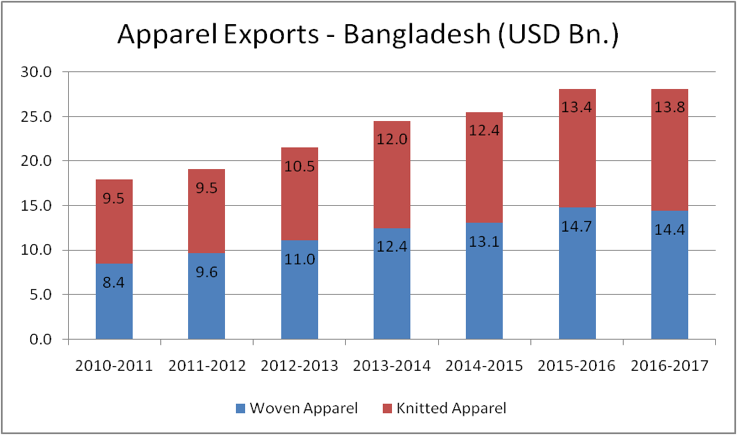 Apparel Exports - Bangladesh (USD Bn.)
30.0
25.0
20.0
15.0
10.0
5.0
0.0
9.5 9.5 10.5 12.0 12.4 13.4 13.8
8.4 9.6 11.0 12.4 13.1 14.7 14.4
2010-2011 2011-2012 2012-2013 2013-2014 2014-2015 2015-2016 2016-2017
Woven Apparel Knitted Apparel